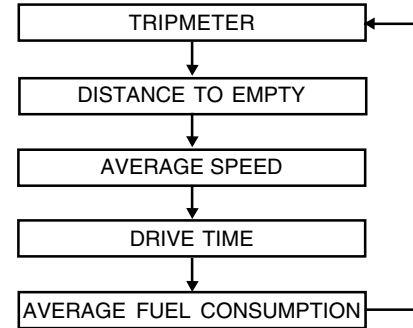 TRIPMETER
DISTANCE TO EMPTY
AVERAGE SPEED
DRIVE TIME
AVERAGE FUEL CONSUMPTION